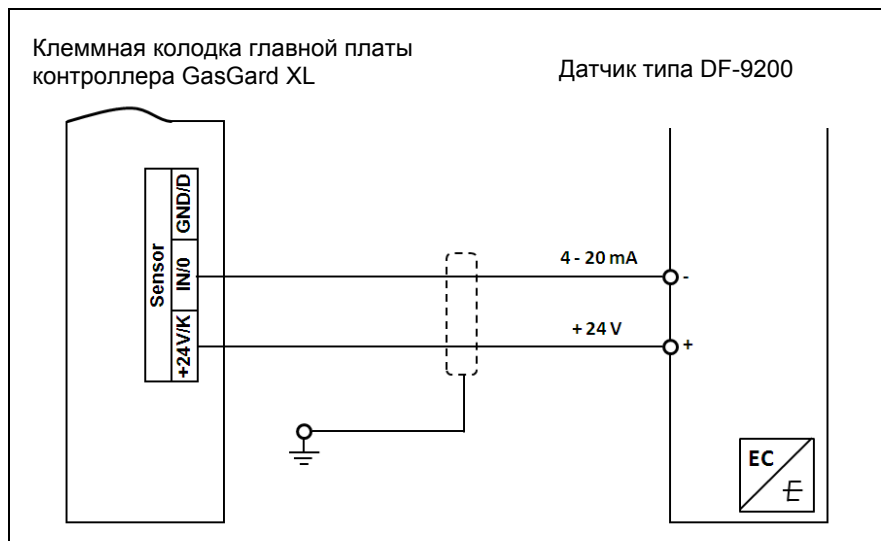 Клеммная колодка главной платы
контроллера GasGard XL
Датчик типа DF-9200
Sensor
GND/D
IN/0
+24V/K
4 - 20 mA
-
+ 24 V
+
EC
E